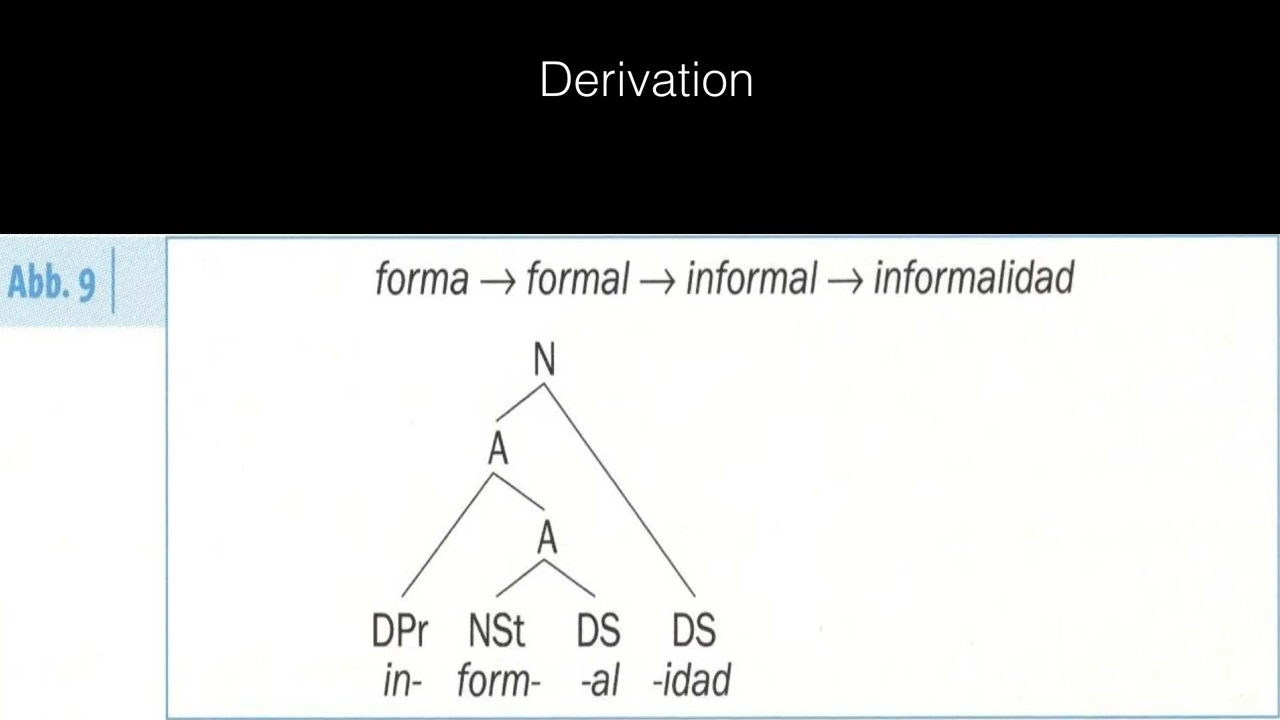 Derivation
Abb. 9
forma → formal → informal → informalidad
N
A
A
DPr NSt DS DS
in- form- -al -idad